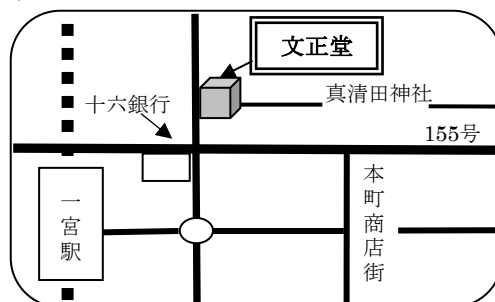 文正堂
十六銀行
真清田神社
155号
一宮駅
本町商店街